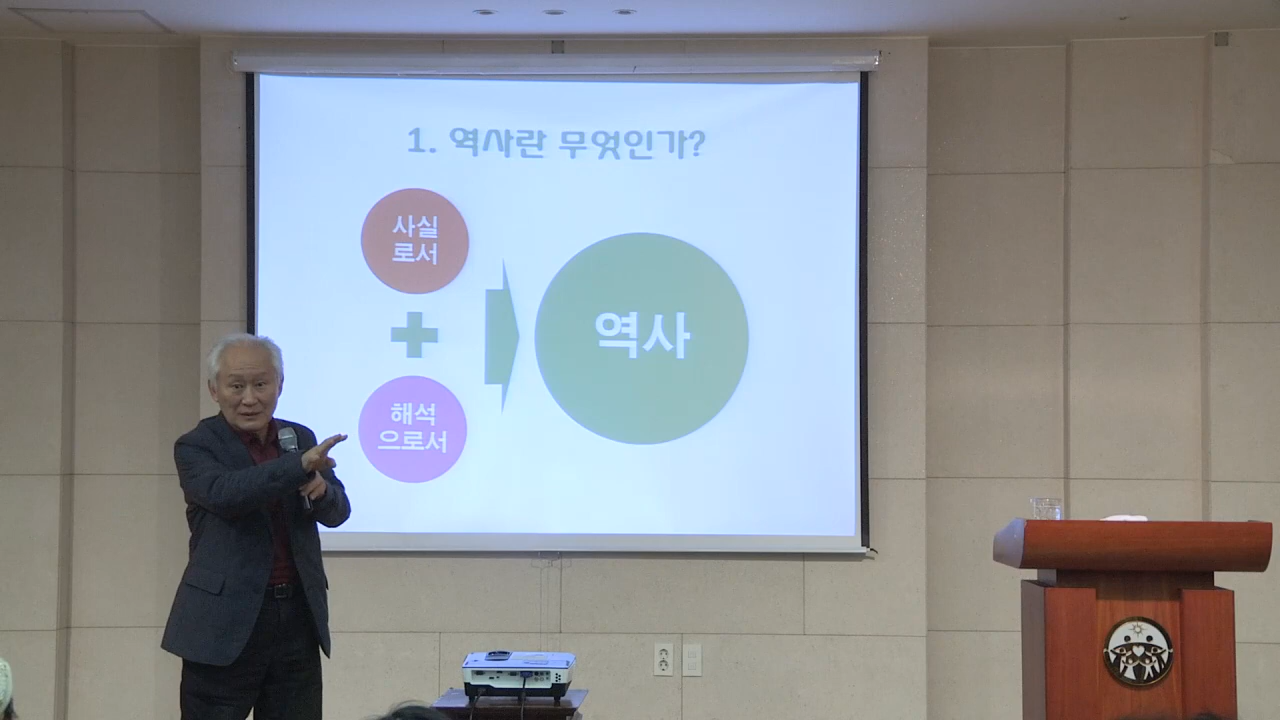 1. 역사란 무엇인가?
사실
로서
해석
으로서
역사